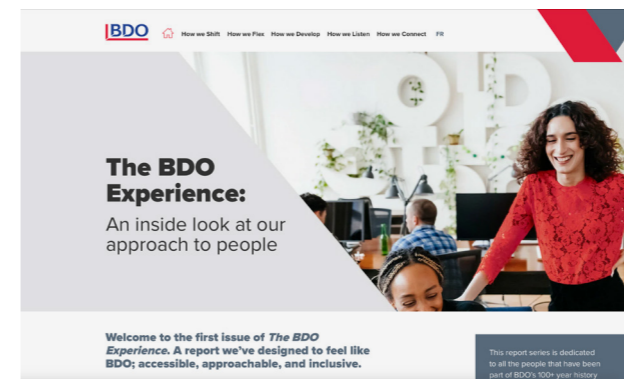 BDO
How we Shift How we Flex How we Develop How we Listen How we Connect FR
The BDO
Experience:
An inside look at our
approach to people
Welcome to the first issue of The BDO
Experience. A report we've designed to feel like
BDO; accessible, approachable, and inclusive.
This report series is dedicated
to all the people that have been
part of BDO's 100+ year history